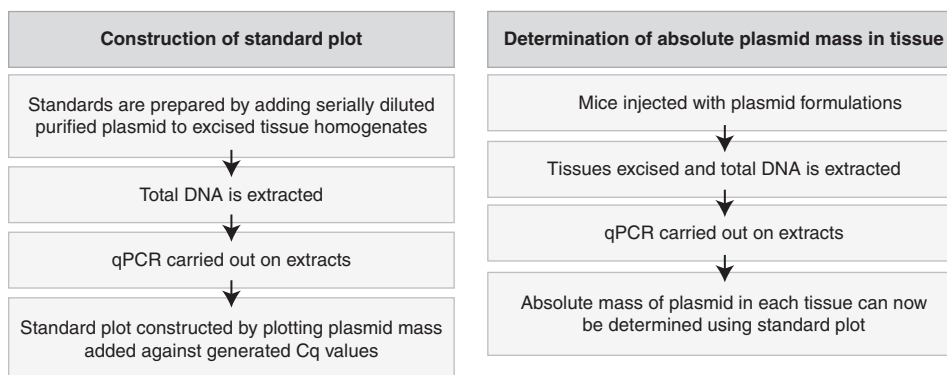 Construction of standard plot
Standards are prepared by adding serially diluted
purified plasmid to excised tissue homogenates
Total DNA is extracted
qPCR carried out on extracts
Standard plot constructed by plotting plasmid mass
added against generated Cq values
Determination of absolute plasmid mass in tissue
Mice injected with plasmid formulations
Tissues excised and total DNA is extracted
qPCR carried out on extracts
Absolute mass of plasmid in each tissue can now
be determined using standard plot